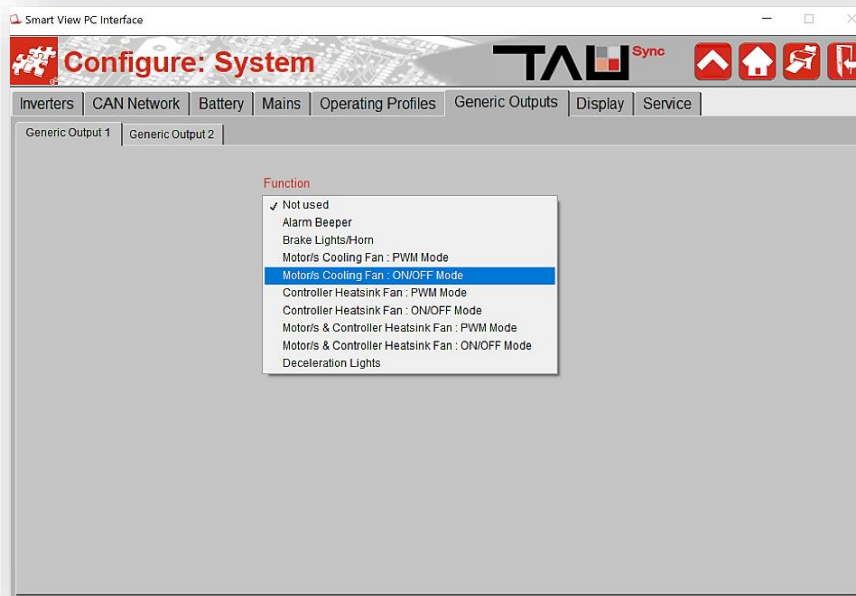 Smart View PC Interface
Configure: System
TAU Sync
Inverters CAN Network Battery Mains Operating Profiles Generic Outputs Display Service
Generic Output 1 Generic Output 2
Function
Not used
Alarm Beeper
Brake Lights/Horn
Motor/s Cooling Fan : PWM Mode
Motor/s Cooling Fan : ON/OFF Mode
Controller Heatsink Fan : PWM Mode
Controller Heatsink Fan : ON/OFF Mode
Motor/s & Controller Heatsink Fan : PWM Mode
Motor/s & Controller Heatsink Fan : ON/OFF Mode
Deceleration Lights